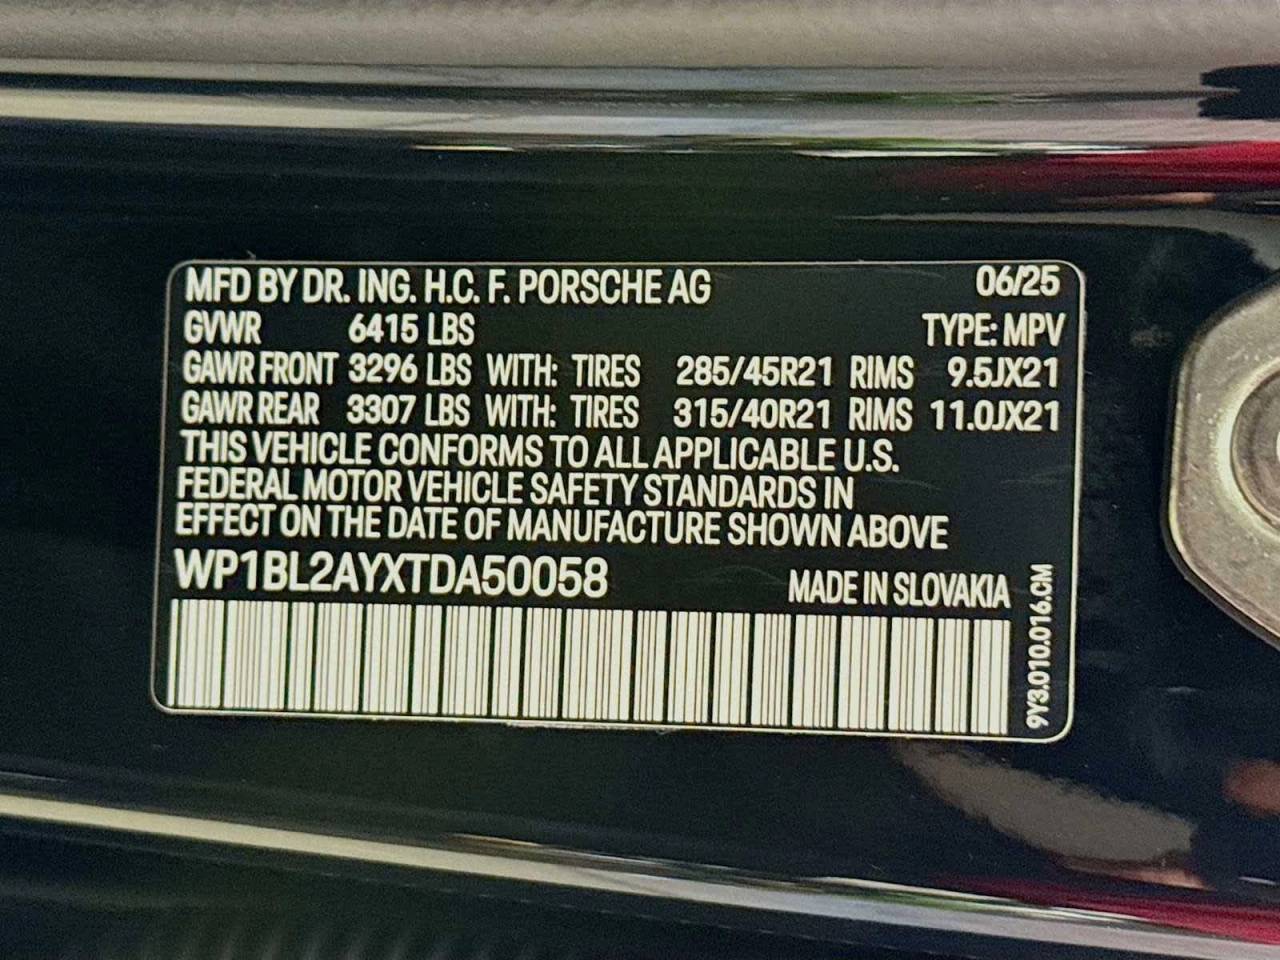 MFD BY DR. ING. H.C. F. PORSCHE AG 06/25
GVWR 6415 LBS TYPE: MPV
GAWR FRONT 3296 LBS WITH: TIRES 285/45R21 RIMS 9.5JX21
GAWR REAR 3307 LBS WITH: TIRES 315/40R21 RIMS 11.0JX21
THIS VEHICLE CONFORMS TO ALL APPLICABLE U.S.
FEDERAL MOTOR VEHICLE SAFETY STANDARDS IN
EFFECT ON THE DATE OF MANUFACTURE SHOWN ABOVE
WP1BL2AYXTDA50058 MADE IN SLOVAKIA
9Y3.010.016.CM